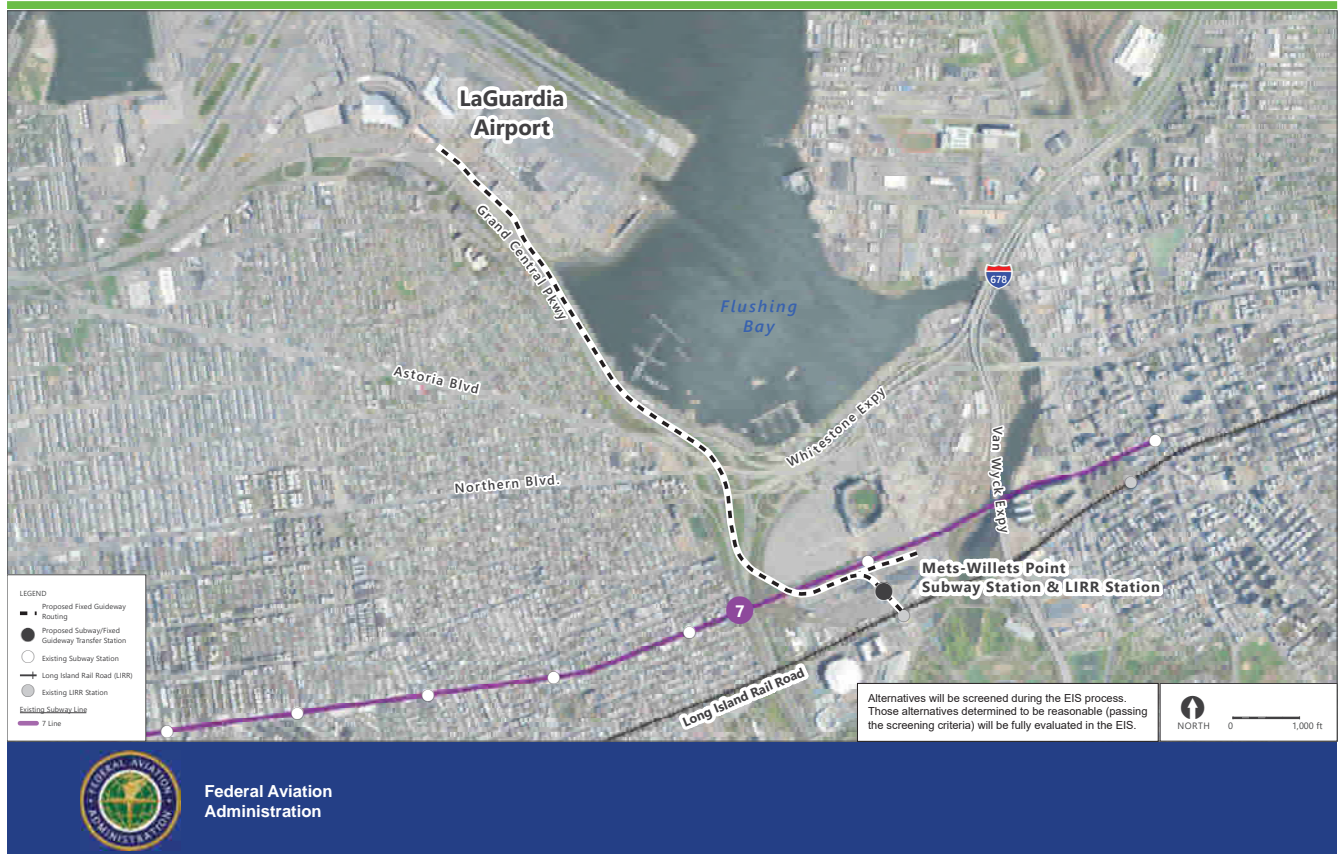 LaGuardia
Airport
Grand Central Pkwy
678
Flushing
Bay
Astoria Blvd
Whitestone Expy
Van Wyck Expy
Northern Blvd.
Mets-Willets Point
Subway Station & LIRR Station
7
Long Island Rail Road
LEGEND
Proposed Fixed Guideway
Routing
Proposed Subway/Fixed
Guideway Transfer Station
Existing Subway Station
Long Island Rail Road (LIRR)
Existing LIRR Station
Existing Subway Line
7 Line
Alternatives will be screened during the EIS process.
Those alternatives determined to be reasonable (passing
the screening criteria) will be fully evaluated in the EIS.
NORTH
0 1,000 ft
FEDERAL AVIATION
ADMINISTRATION
Federal Aviation
Administration